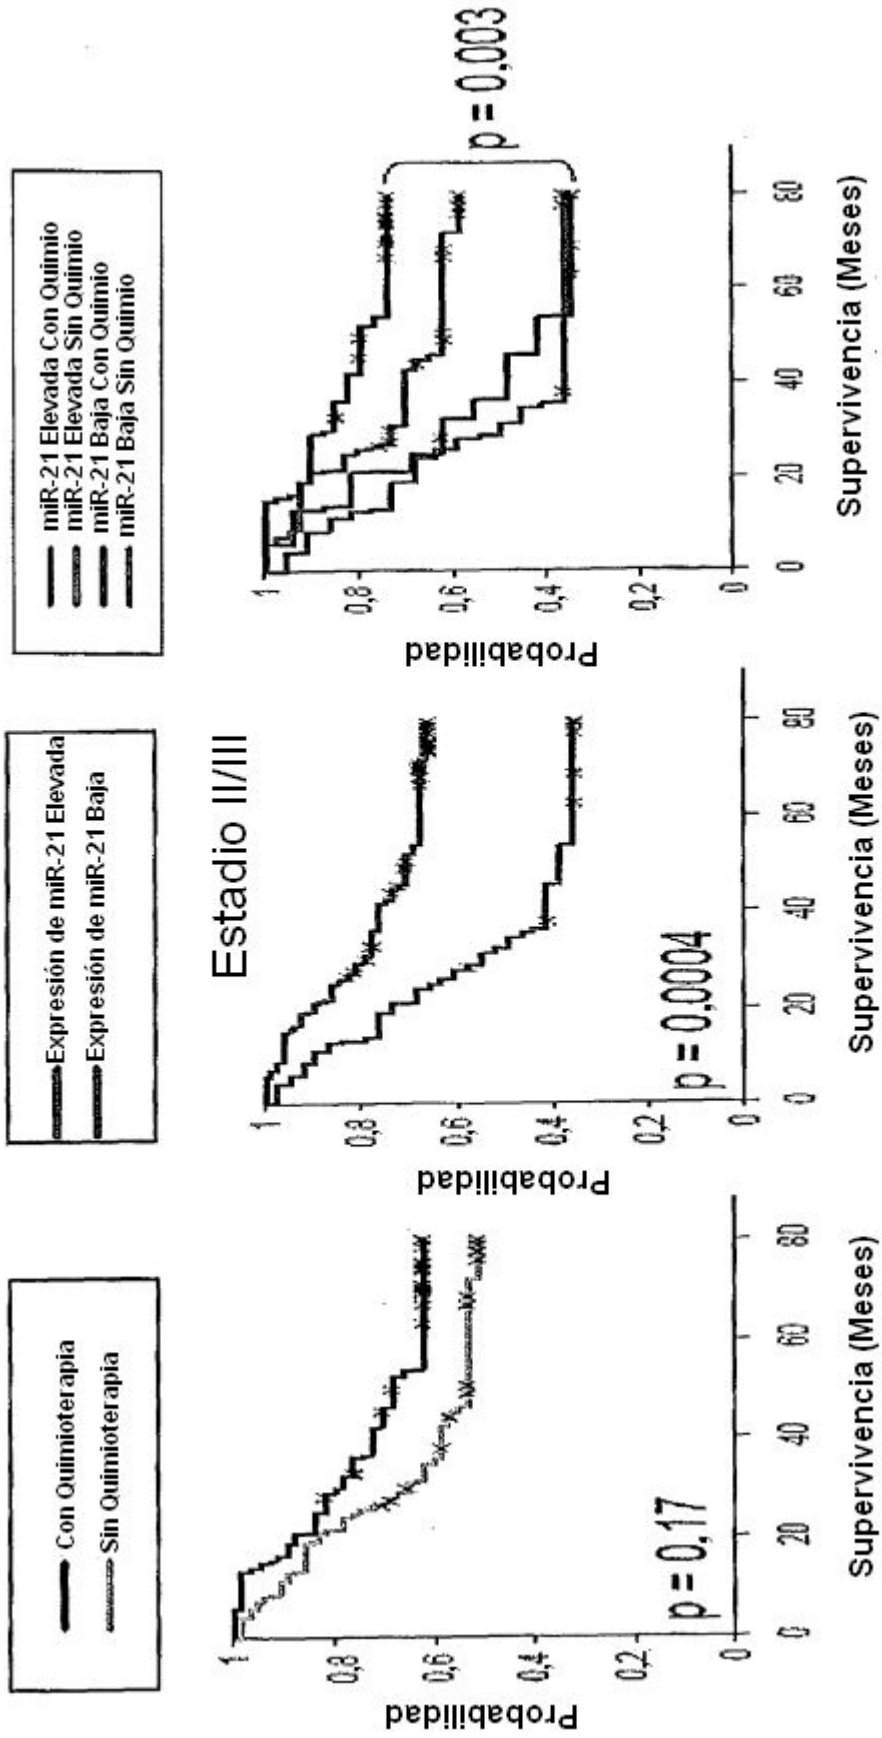 Con Quimioterapia
Sin Quimioterapia
Probabilidad
1
0,8
0,6
0,4
0,2
0
p = 0,17
0
20
40
60
80
Supervivencia (Meses)
Expresión de miR-21 Elevada
Expresión de miR-21 Baja
Estadio II/III
Probabilidad
1
0,8
0,6
0,4
0,2
0
p = 0,0004
0
20
40
60
80
Supervivencia (Meses)
miR-21 Elevada Con Quimio
miR-21 Elevada Sin Quimio
miR-21 Baja Con Quimio
miR-21 Baja Sin Quimio
Probabilidad
1
0,8
0,6
0,4
0,2
0
p = 0,003
0
20
40
60
80
Supervivencia (Meses)